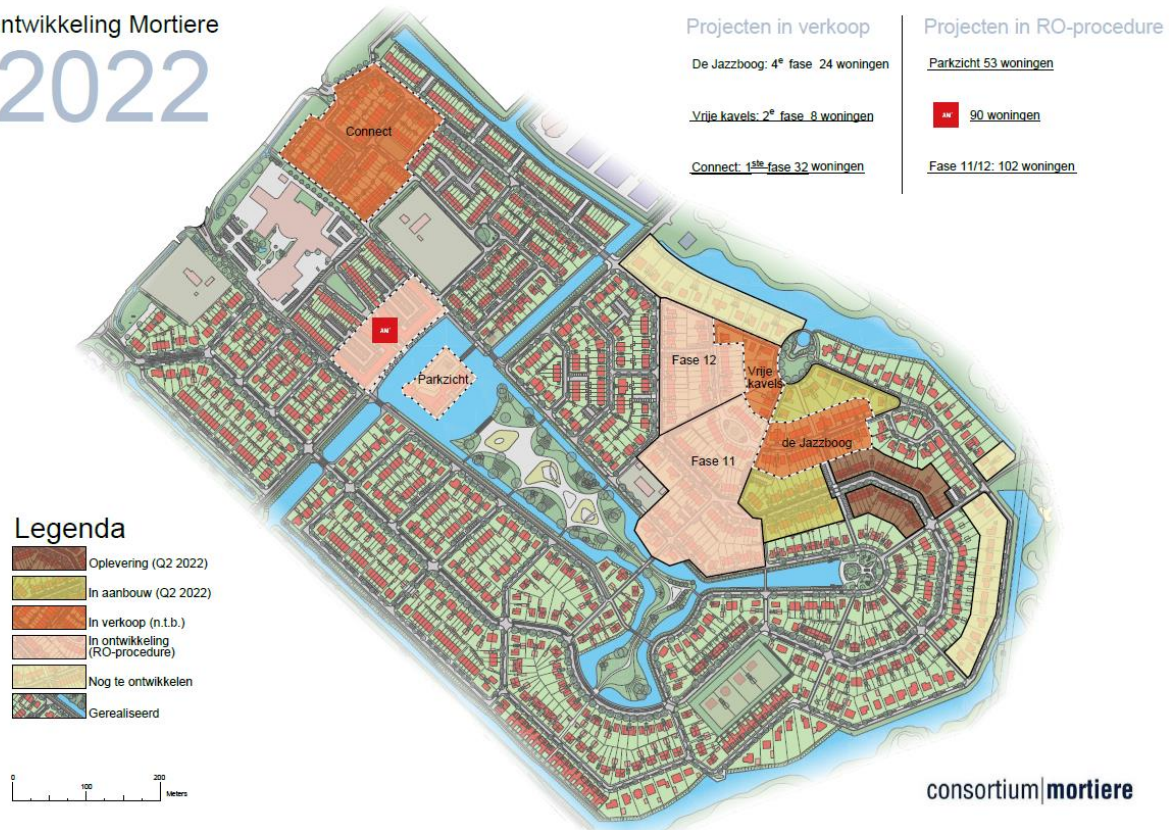 ntwikkeling Mortiere
2022
Projecten in verkoop
De Jazzboog: 4e fase 24 woningen
Vrije kavels: 2e fase 8 woningen
Connect: 1ste fase 32 woningen
Projecten in RO-procedure
Parkzicht 53 woningen
AM
90 woningen
Fase 11/12: 102 woningen
Connect
AM
Parkzicht
Fase 12
Vrije
kavels
de Jazzboog
Fase 11
Legenda
Oplevering (Q2 2022)
In aanbouw (Q2 2022)
In verkoop (n.t.b.)
In ontwikkeling
(RO-procedure)
Nog te ontwikkelen
Gerealiseerd
0 100 200
Meters
consortium|mortiere